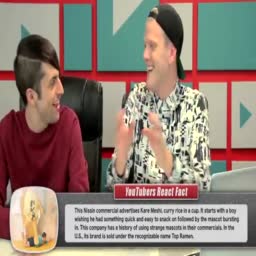 YouTubers React Fact
This Nissin commercial advertises Kare Meshi, curry rice in a cup. It starts with a boy
wishing he had something quick and easy to snack on followed by the mascot bursting
in. This company has a history of using strange mascots in their commercials. In the
U.S., its brand is sold under the recognizable name Top Ramen.